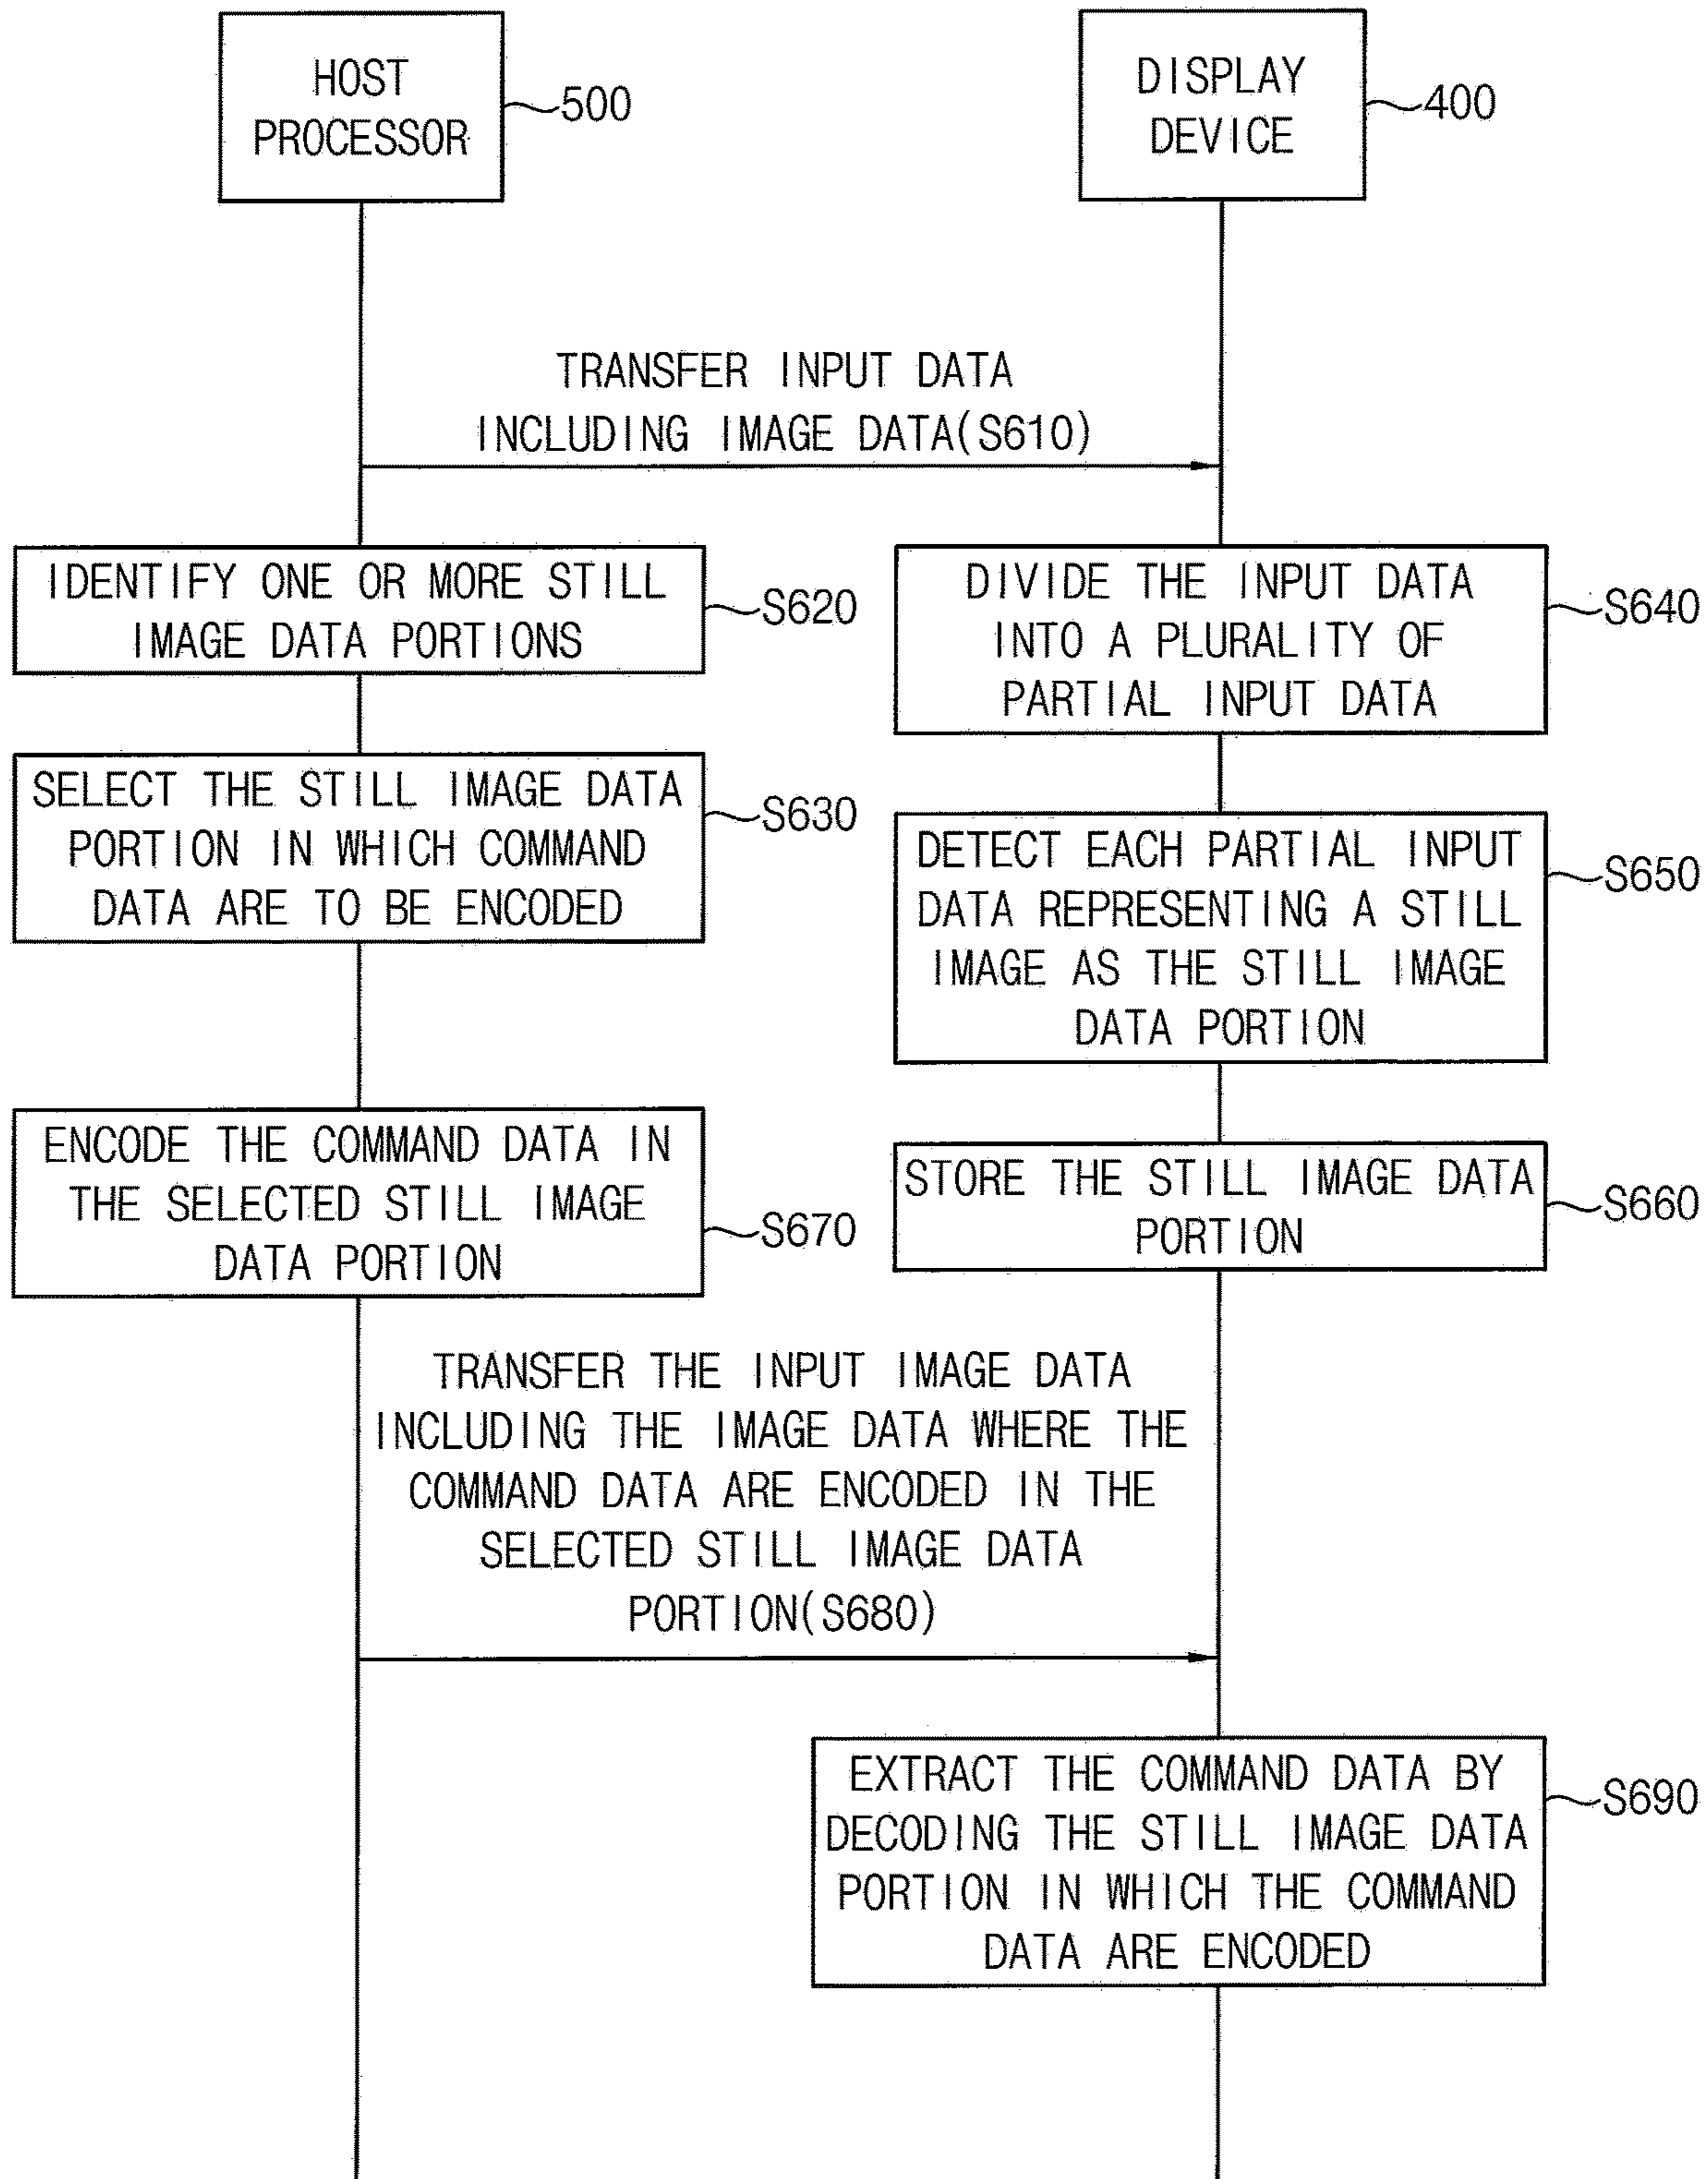 HOST
PROCESSOR
500
DISPLAY
DEVICE
400
TRANSFER INPUT DATA
INCLUDING IMAGE DATA(S610)
IDENTIFY ONE OR MORE STILL
IMAGE DATA PORTIONS
S620
DIVIDE THE INPUT DATA
INTO A PLURALITY OF
PARTIAL INPUT DATA
S640
SELECT THE STILL IMAGE DATA
PORTION IN WHICH COMMAND
DATA ARE TO BE ENCODED
S630
DETECT EACH PARTIAL INPUT
DATA REPRESENTING A STILL
IMAGE AS THE STILL IMAGE
DATA PORTION
S650
ENCODE THE COMMAND DATA IN
THE SELECTED STILL IMAGE
DATA PORTION
S670
STORE THE STILL IMAGE DATA
PORTION
S660
TRANSFER THE INPUT IMAGE DATA
INCLUDING THE IMAGE DATA WHERE THE
COMMAND DATA ARE ENCODED IN THE
SELECTED STILL IMAGE DATA
PORTION(S680)
EXTRACT THE COMMAND DATA BY
DECODING THE STILL IMAGE DATA
PORTION IN WHICH THE COMMAND
DATA ARE ENCODED
S690